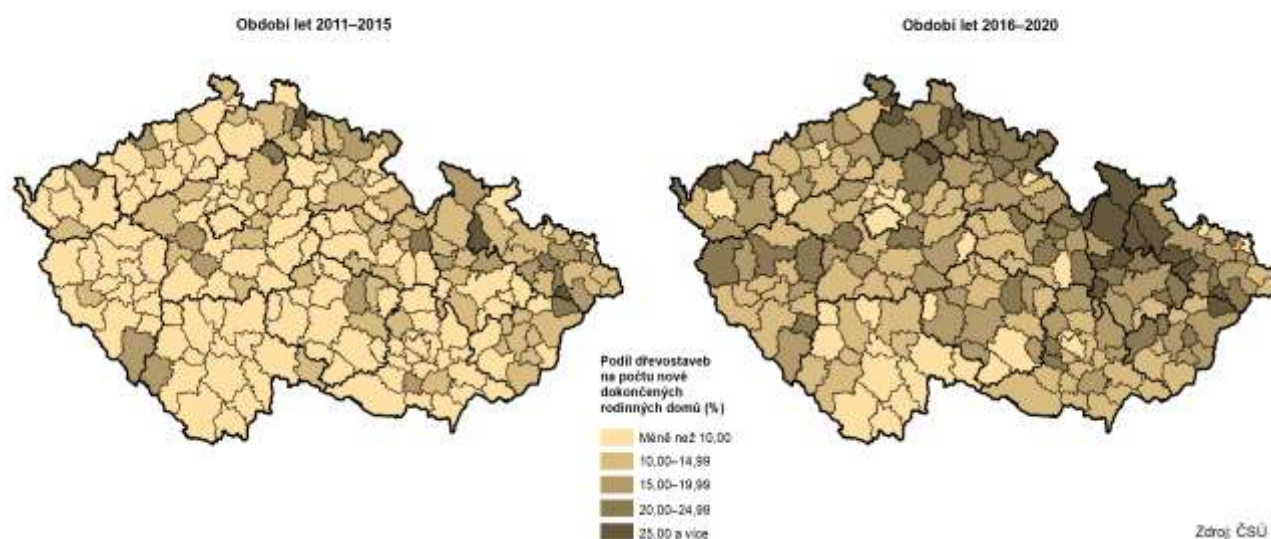 Období let 2011–2015
Období let 2016–2020
Podíl dřevostaveb
na počtu nově
dokončených
rodinných domů (%)
Méně než 10,00
10,00–14,99
15,00–19,99
20,00–24,99
25,00 a více
Zdroj: ČSÚ